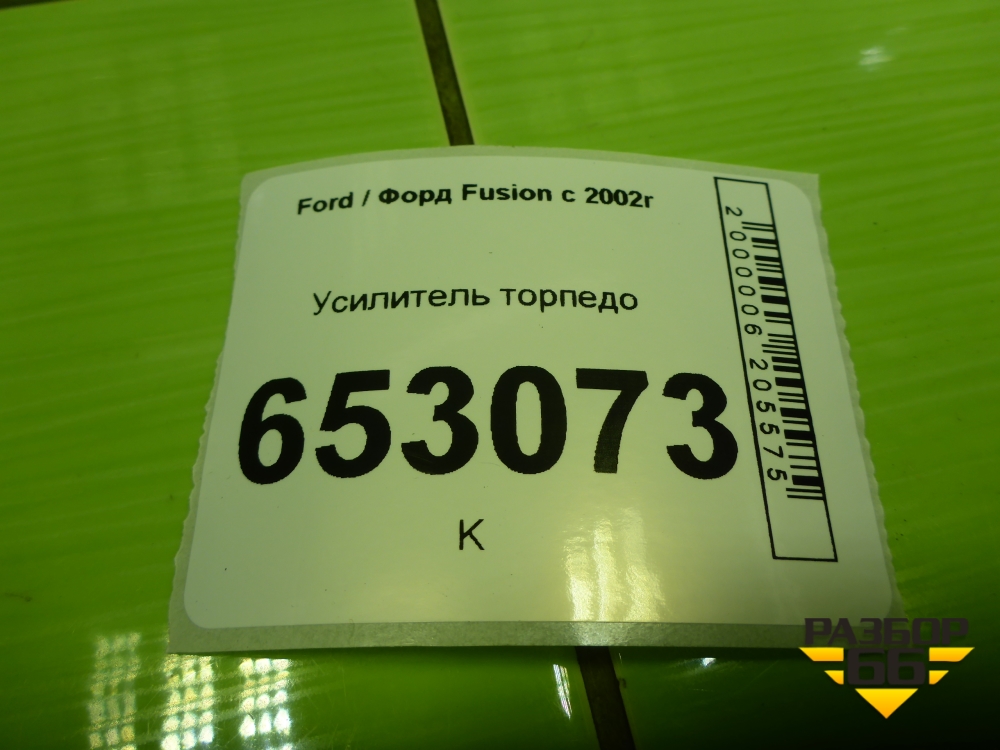 Ford / Форд Fusion с 2002г
Усилитель торпедо
653073
К
2000006205575
РАЗБОР
66